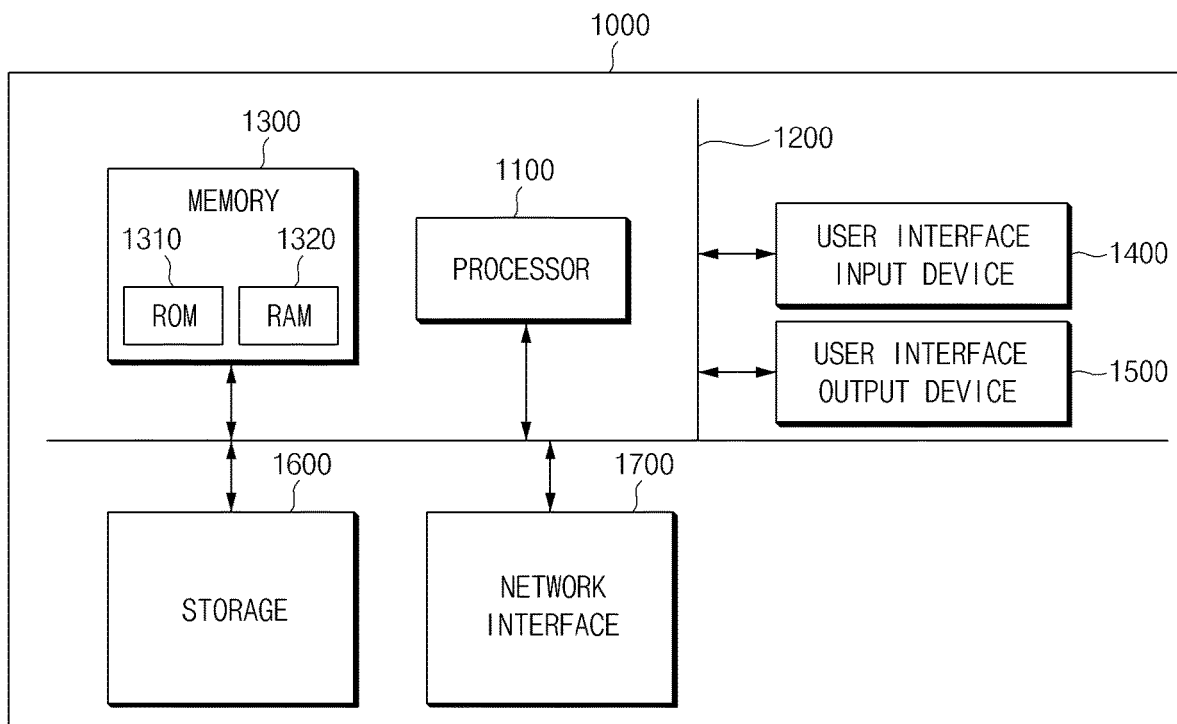 1000
1300
1200
1100
MEMORY
1310
1320
ROM
RAM
PROCESSOR
USER INTERFACE
INPUT DEVICE
1400
USER INTERFACE
OUTPUT DEVICE
1500
1600
1700
STORAGE
NETWORK
INTERFACE